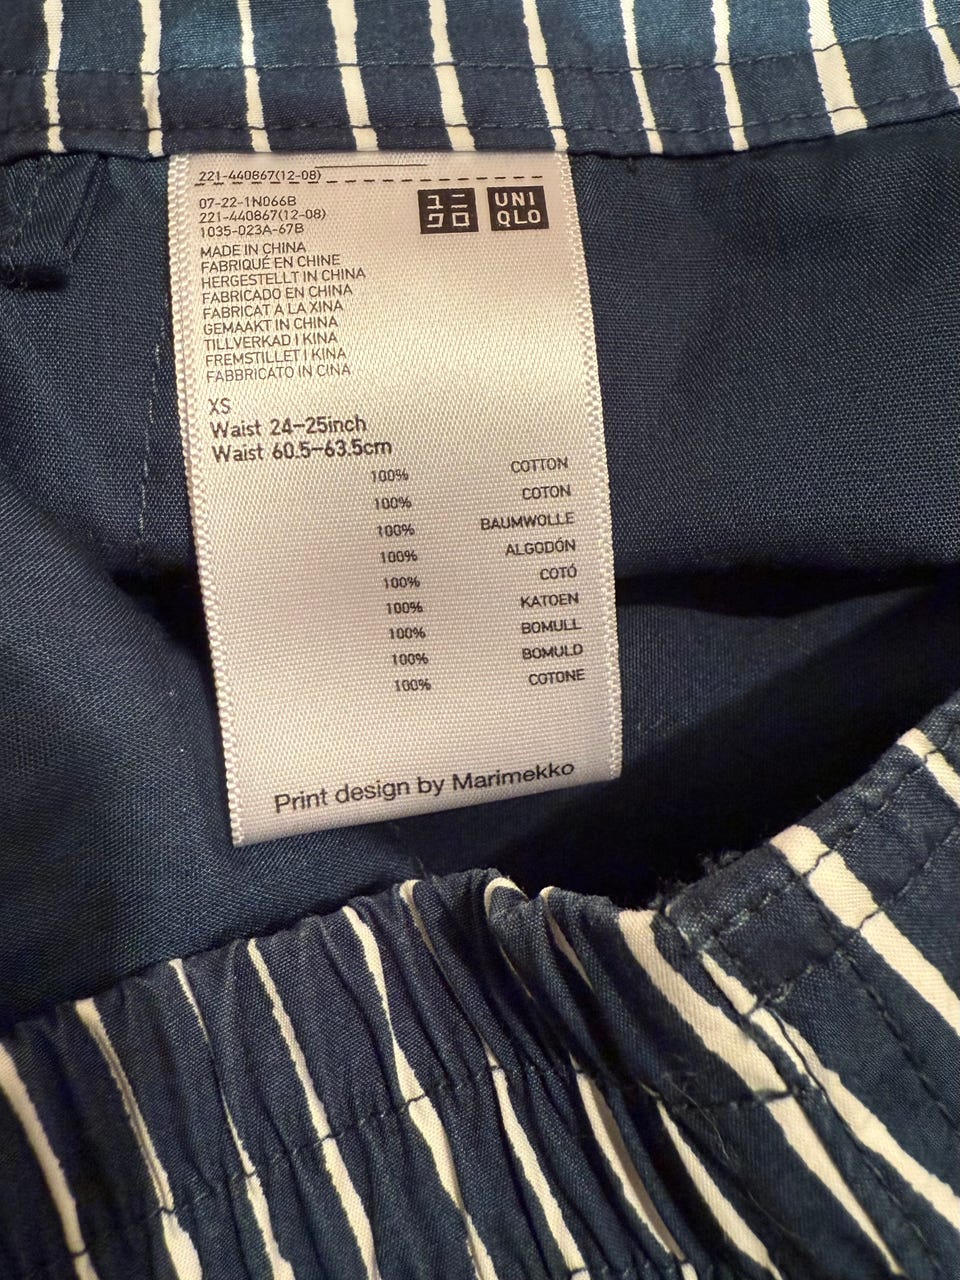 221-440867(12-08)
07-22-1N066B
221-440867(12-08)
1035-023A-67B
ユニ
クロ
UNI
QLO
MADE IN CHINA
FABRIQUÉ EN CHINE
HERGESTELLT IN CHINA
FABRICADO EN CHINA
FABRICAT A LA XINA
GEMAAKT IN CHINA
TILLVERKAD I KINA
FREMSTILLET I KINA
FABBRICATO IN CINA
XS
Waist 24-25inch
Waist 60.5-63.5cm
100% COTTON
100% COTON
100% BAUMWOLLE
100% ALGODÓN
100% COTÓ
100% KATOEN
100% BOMULL
100% BOMULD
100% COTONE
Print design by Marimekko